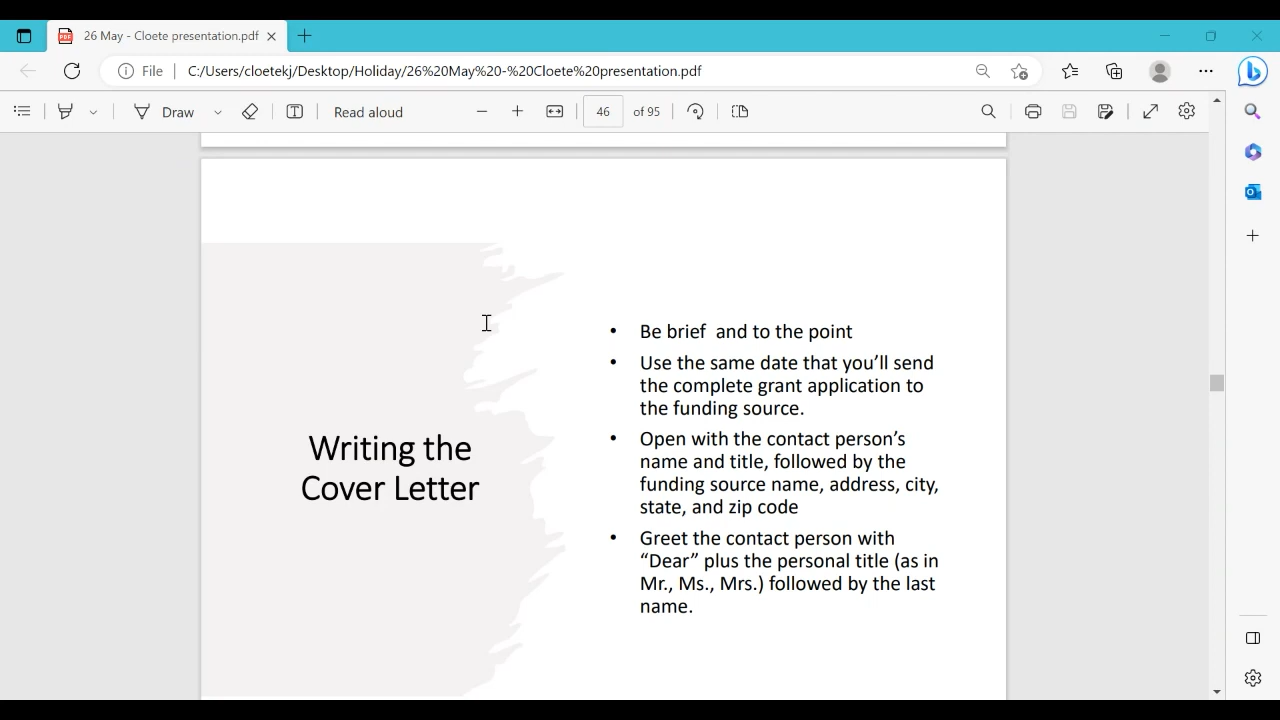 26 May - Cloete presentation.pdf
File
C:/Users/cloetekj/Desktop/Holiday/26%20May%20-%20Cloete%20presentation.pdf
Draw
Read aloud
46
of 95
Writing the
Cover Letter
• Be brief  and to the point
• Use the same date that you’ll send
the complete grant application to
the funding source.
• Open with the contact person’s
name and title, followed by the
funding source name, address, city,
state, and zip code
• Greet the contact person with
“Dear” plus the personal title (as in
Mr., Ms., Mrs.) followed by the last
name.